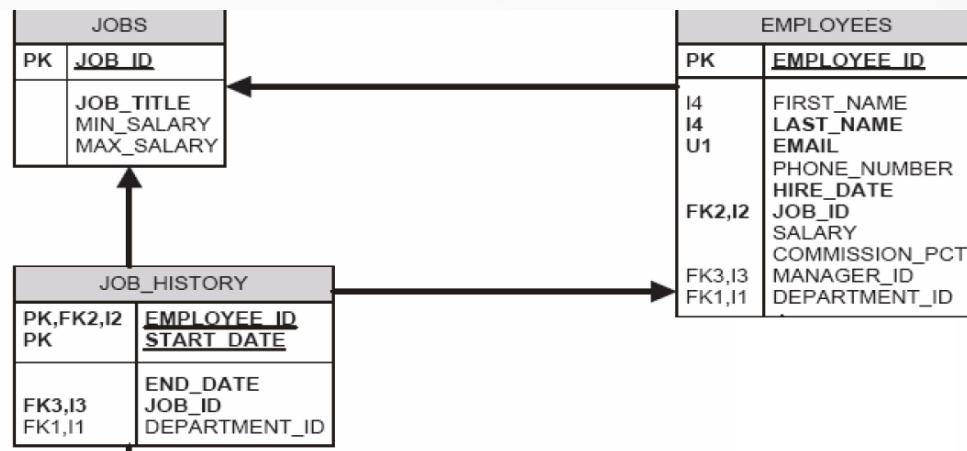 JOBS
PK JOB_ID
JOB_TITLE
MIN_SALARY
MAX_SALARY
EMPLOYEES
PK EMPLOYEE_ID
I4 FIRST_NAME
I4 LAST_NAME
U1 EMAIL
PHONE_NUMBER
HIRE_DATE
FK2,I2 JOB_ID
SALARY
COMMISSION_PCT
FK3,I3 MANAGER_ID
FK1,I1 DEPARTMENT_ID
JOB_HISTORY
PK,FK2,I2 EMPLOYEE_ID
PK START_DATE
END_DATE
FK3,I3 JOB_ID
FK1,I1 DEPARTMENT_ID